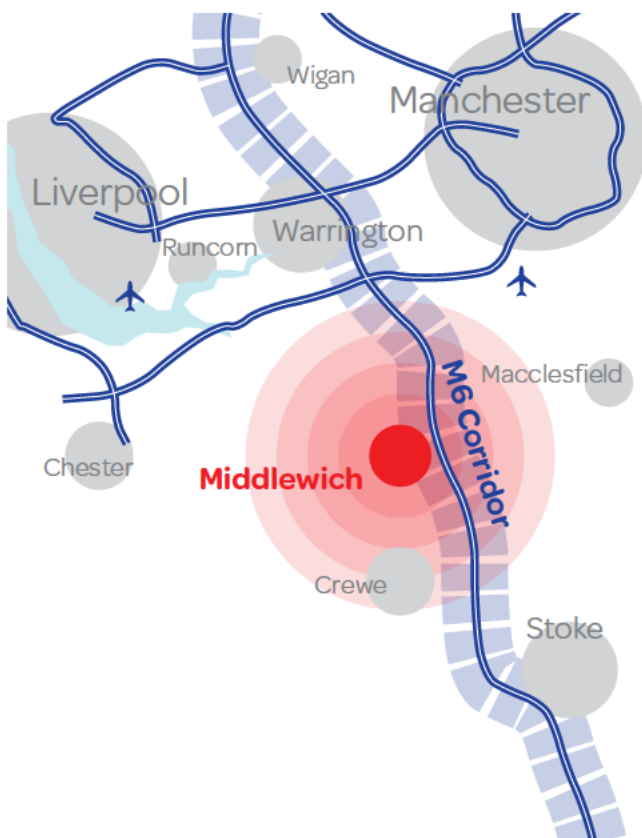 Wigan
Manchester
Liverpool
Warrington
Runcorn
Macclesfield
M6 Corridor
Chester
Middlewich
Crewe
Stoke